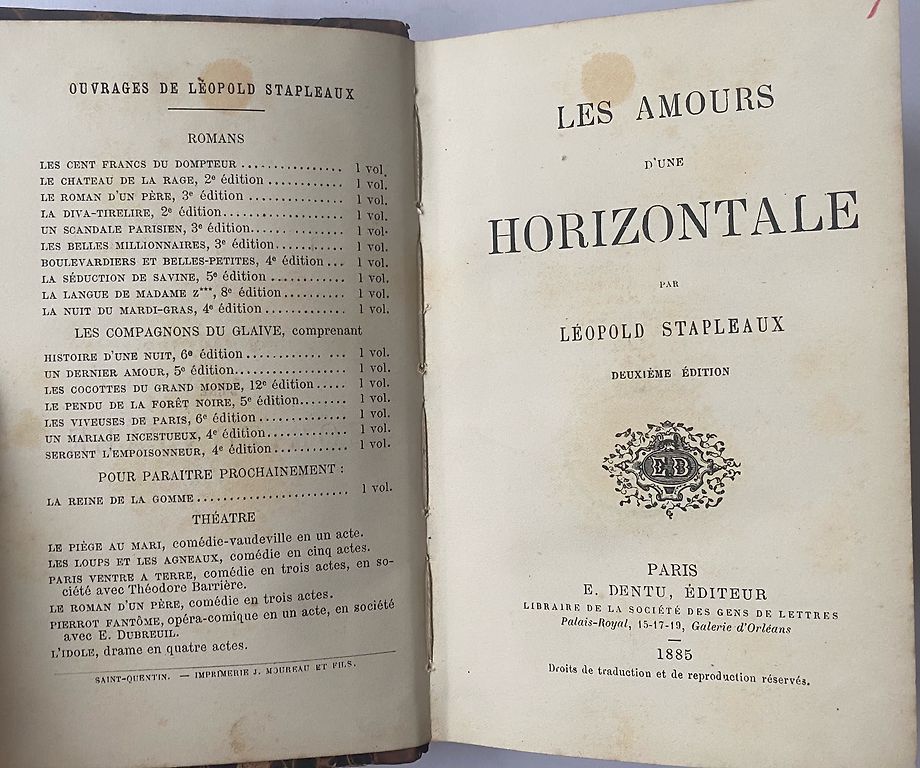 OUVRAGES DE LÉOPOLD STAPLEAUX
ROMANS
LES CENT FRANCS DU DOMPTEUR .................. 1 vol.
LE CHATEAU DE LA RAGE, 2e édition ............ 1 vol.
LE ROMAN D'UN PÈRE, 3e édition ............... 1 vol.
LA DIVA-TIRELIRE, 2e édition.................. 1 vol.
UN SCANDALE PARISIEN, 3e édition.............. 1 vol.
LES BELLES MILLIONNAIRES, 3e édition.......... 1 vol.
BOULEVARDIERS ET BELLES-PETITES, 4e édition... 1 vol.
LA SÉDUCTION DE SAVINE, 5e édition ........... 1 vol.
LA LANGUE DE MADAME Z***, 8e édition.......... 1 vol.
LA NUIT DU MARDI-GRAS, 4e édition ............ 1 vol.
LES COMPAGNONS DU GLAIVE, comprenant
HISTOIRE D'UNE NUIT, 6e édition .............. 1 vol.
UN DERNIER AMOUR, 5e édition.................. 1 vol.
LES COCOTTES DU GRAND MONDE, 12e édition ..... 1 vol.
LE PENDU DE LA FORÊT NOIRE, 5e édition........ 1 vol.
LES VIVEUSES DE PARIS, 6e édition ............ 1 vol.
UN MARIAGE INCESTUEUX, 4e édition............. 1 vol.
SERGENT L'EMPOISONNEUR, 4e édition ........... 1 vol.
POUR PARAITRE PROCHAINEMENT :
LA REINE DE LA GOMME ......................... 1 vol.
THÉATRE
LE PIÈGE AU MARI, comédie-vaudeville en un acte.
LES LOUPS ET LES AGNEAUX, comédie en cinq actes.
PARIS VENTRE A TERRE, comédie en trois actes, en so-
ciété avec Théodore Barrière.
LE ROMAN D'UN PÈRE, comédie en trois actes.
PIERROT FANTÔME, opéra-comique en un acte, en société
avec E. DUBREUIL.
L'IDOLE, drame en quatre actes.
SAINT-QUENTIN. — IMPRIMERIE J. MOUREAU ET FILS.
LES AMOURS
D'UNE
HORIZONTALE
PAR
LÉOPOLD STAPLEAUX
DEUXIÈME ÉDITION
EB
PARIS
E. DENTU, ÉDITEUR
LIBRAIRE DE LA SOCIÉTÉ DES GENS DE LETTRES
Palais-Royal, 15-17-19, Galerie d'Orléans
1885
Droits de traduction et de reproduction réservés.